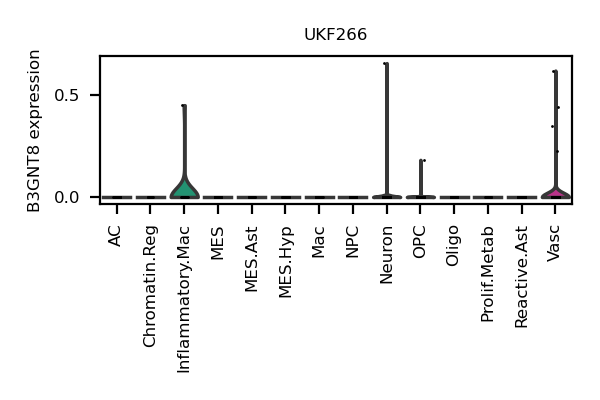 UKF266
B3GNT8 expression
0.5
0.0
AC
Chromatin.Reg
Inflammatory.Mac
MES
MES.Ast
MES.Hyp
Mac
NPC
Neuron
OPC
Oligo
Prolif.Metab
Reactive.Ast
Vasc